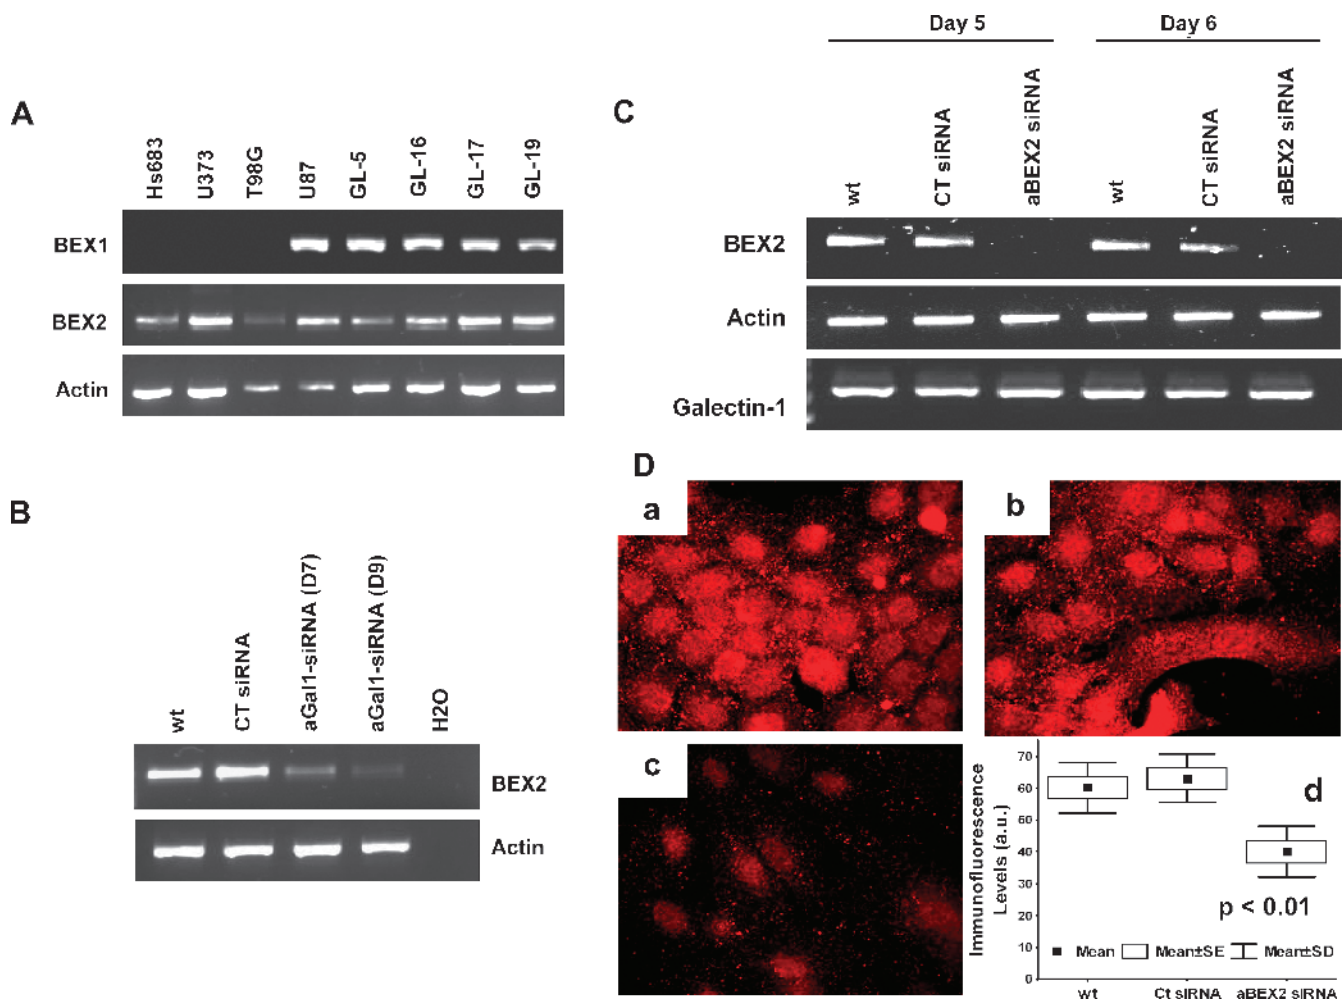 A
Hs683 U373 T98G U87 GL-5 GL-16 GL-17 GL-19
BEX1
BEX2
Actin
B
wt CT siRNA aGal1-siRNA (D7) aGal1-siRNA (D9) H2O
BEX2
Actin
C
Day 5 Day 6
wt CT siRNA aBEX2 siRNA wt CT siRNA aBEX2 siRNA
BEX2
Actin
Galectin-1
D
a
b
c
d
Immunofluorescence
Levels (a.u.)
70
60
50
40
30
20
10
0
p < 0.01
Mean Mean±SE Mean±SD
wt Ct siRNA aBEX2 siRNA